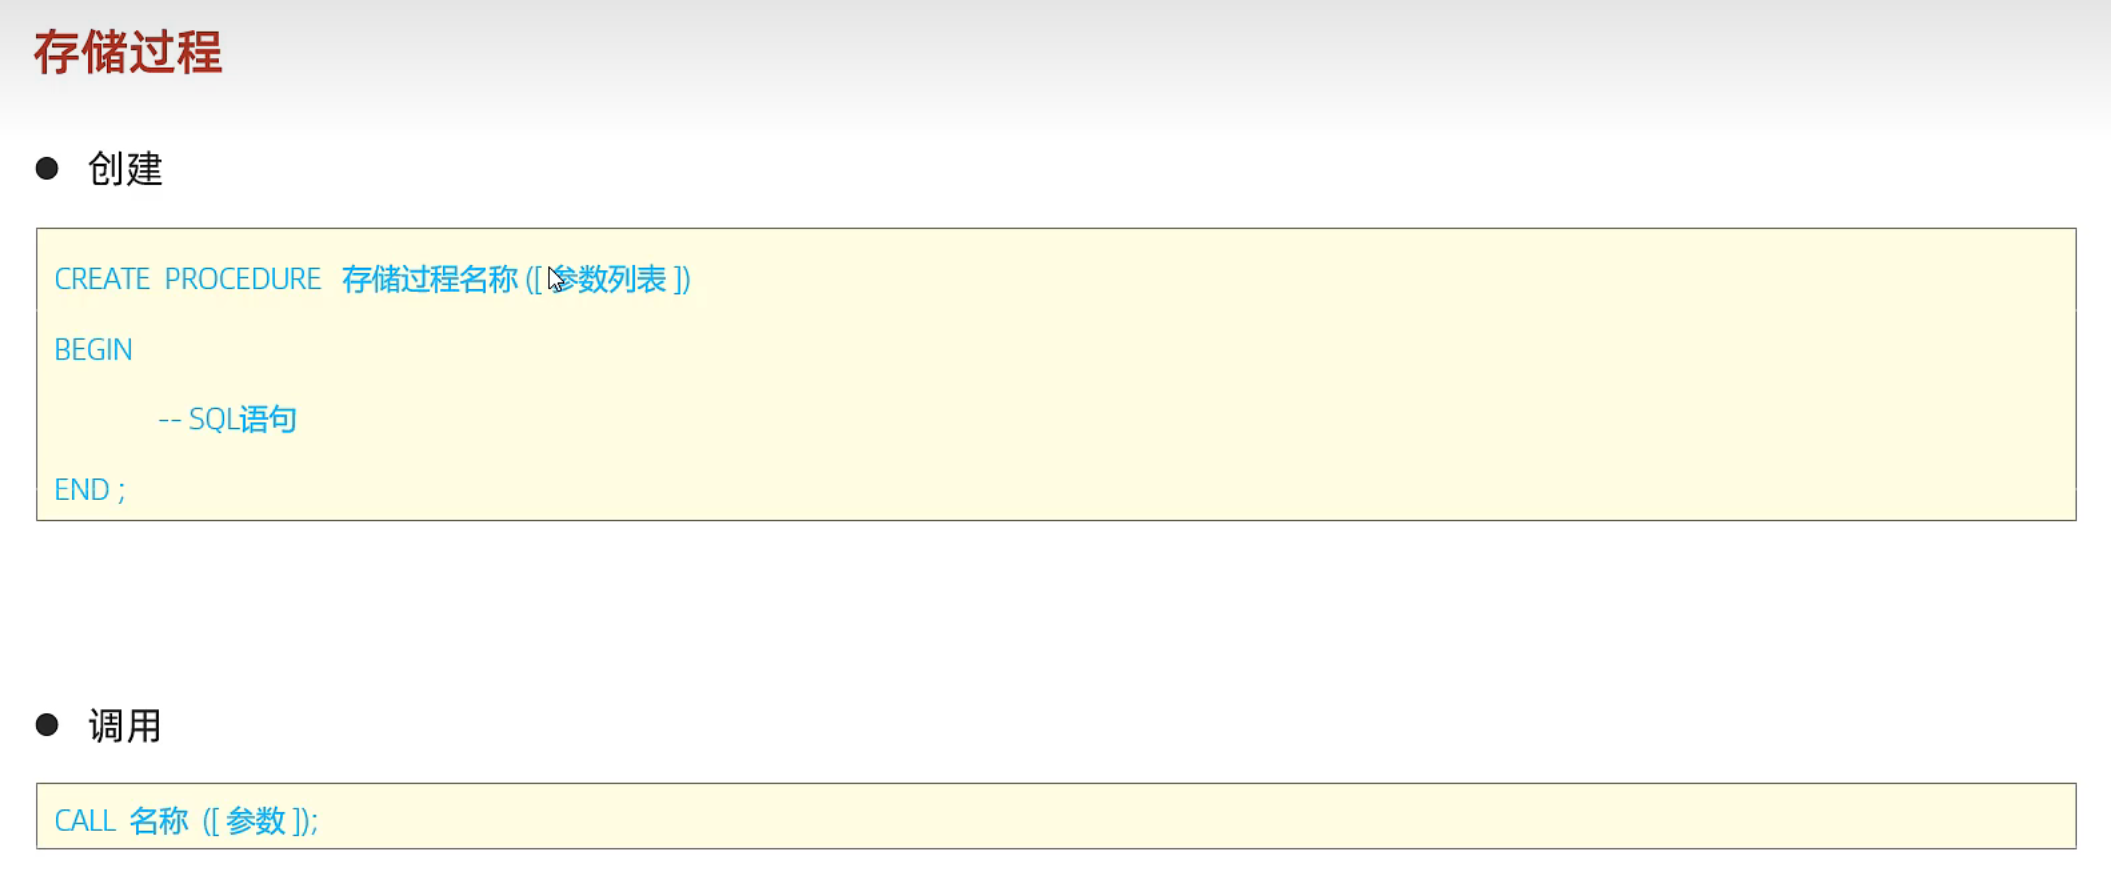 存储过程
● 创建
CREATE PROCEDURE 存储过程名称 ([ 参数列表 ])
BEGIN
-- SQL语句
END ;
● 调用
CALL 名称 ([ 参数 ]);